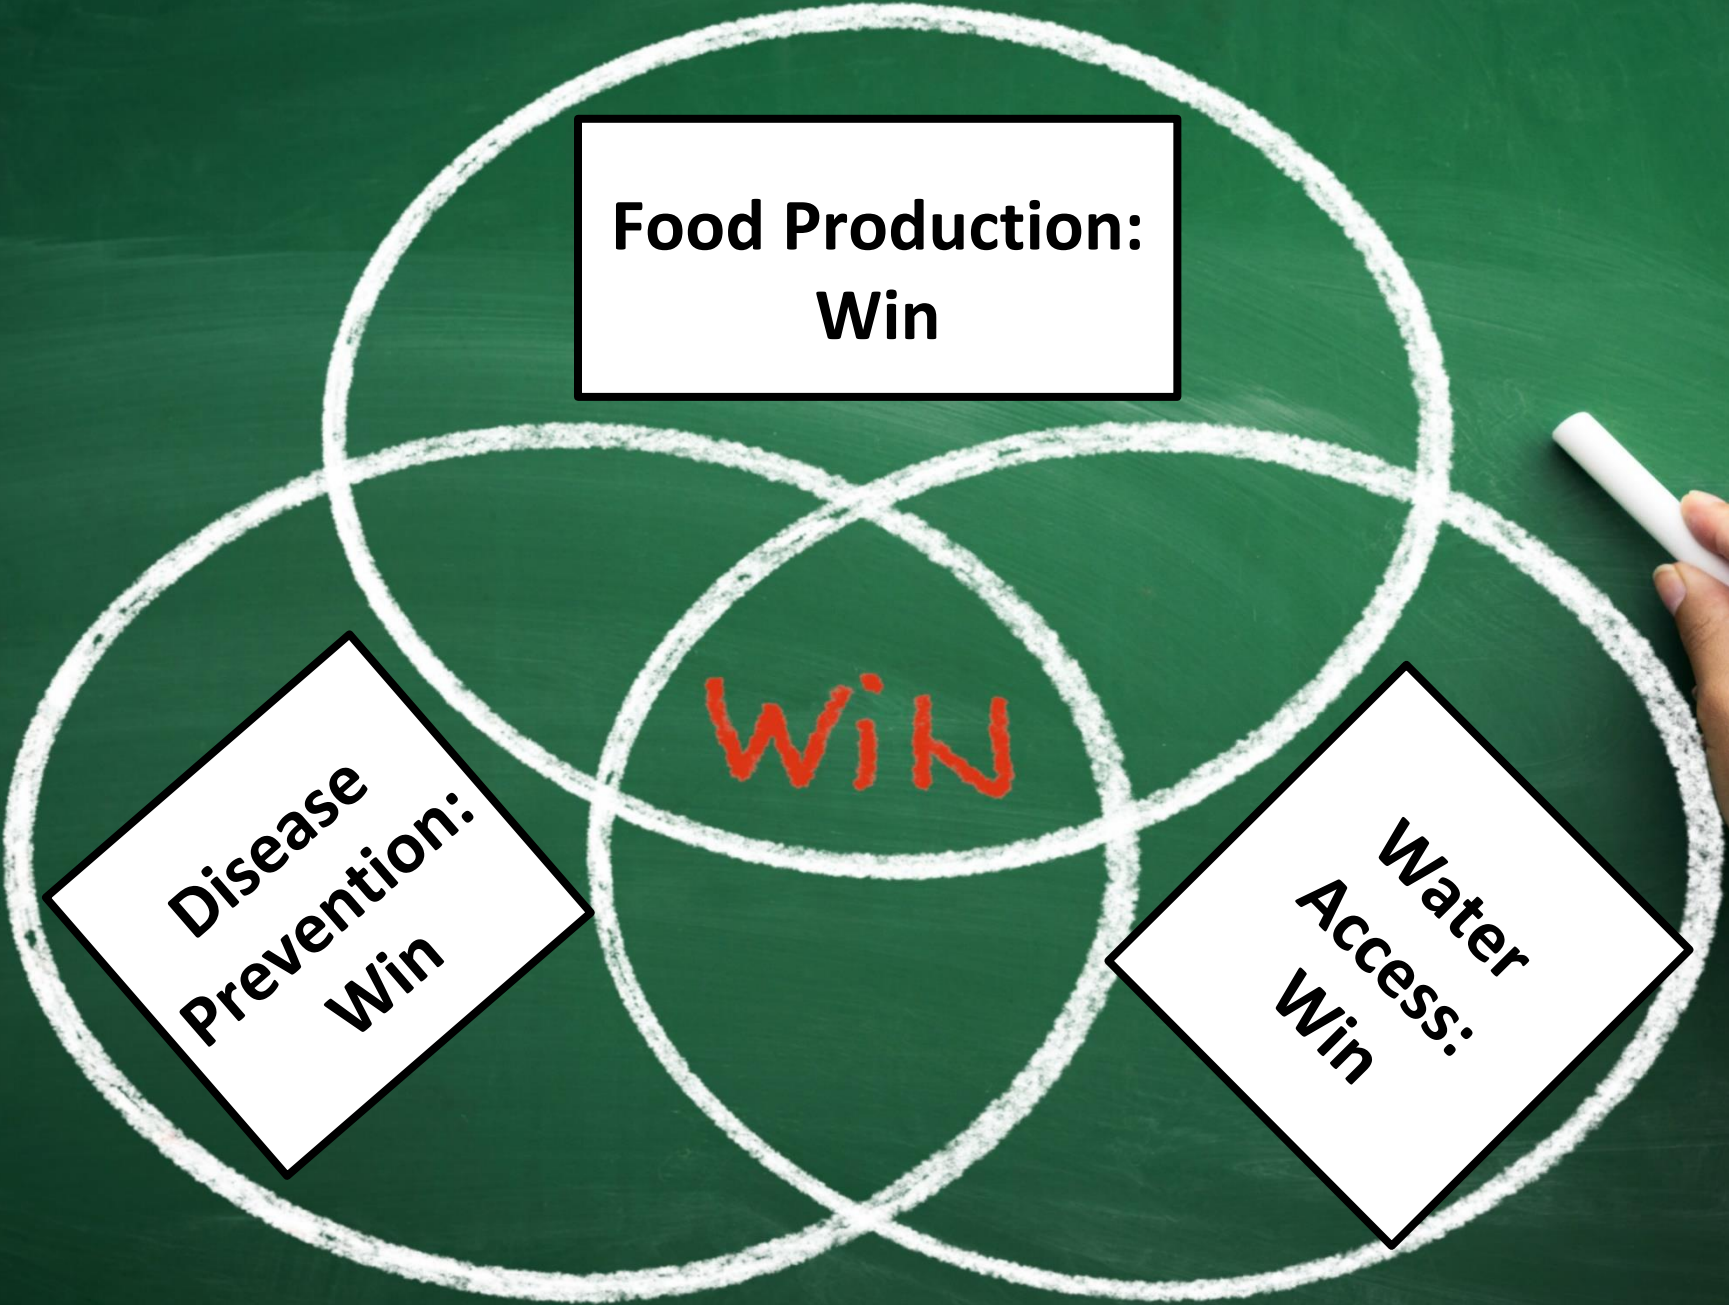 Food Production:
Win
WiN
Disease
Prevention:
Win
Water
Access:
Win